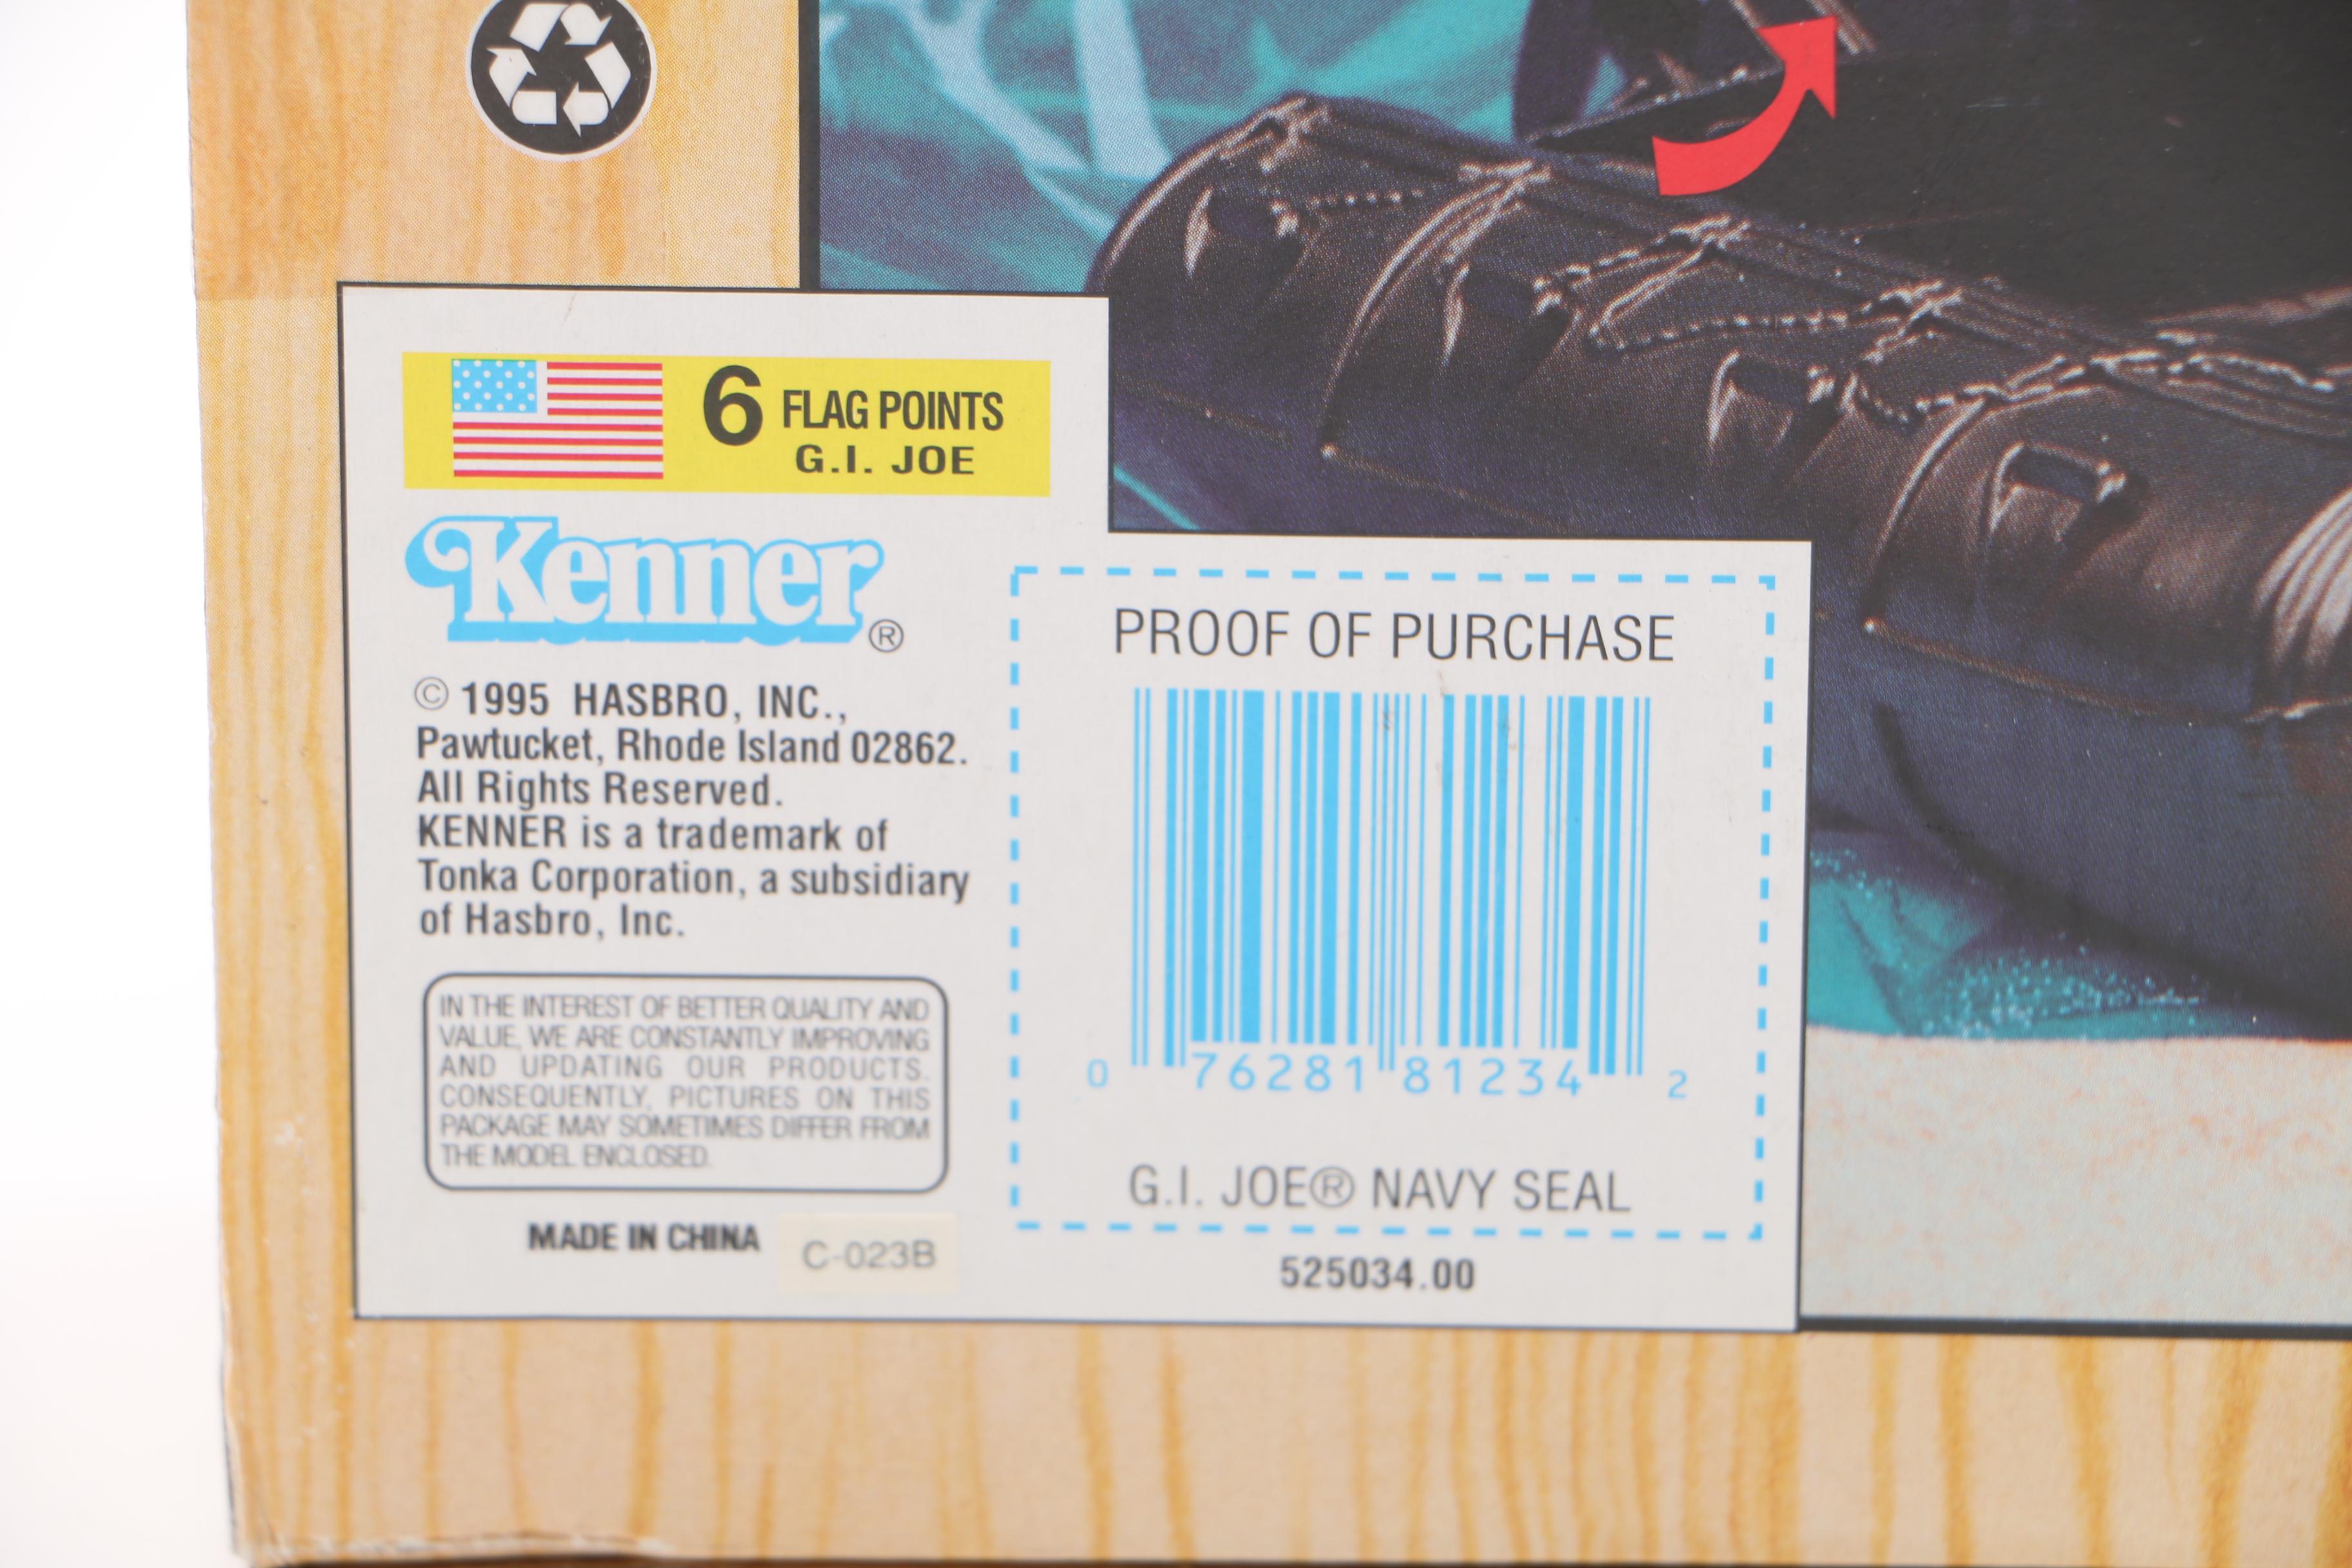 6 FLAG POINTS
G.I. JOE
Kenner®
© 1995 HASBRO, INC.,
Pawtucket, Rhode Island 02862.
All Rights Reserved.
KENNER is a trademark of
Tonka Corporation, a subsidiary
of Hasbro, Inc.
IN THE INTEREST OF BETTER QUALITY AND
VALUE, WE ARE CONSTANTLY IMPROVING
AND UPDATING OUR PRODUCTS.
CONSEQUENTLY, PICTURES ON THIS
PACKAGE MAY SOMETIMES DIFFER FROM
THE MODEL ENCLOSED.
MADE IN CHINA
C-023B
PROOF OF PURCHASE
0 76281 81234 2
G.I. JOE® NAVY SEAL
525034.00